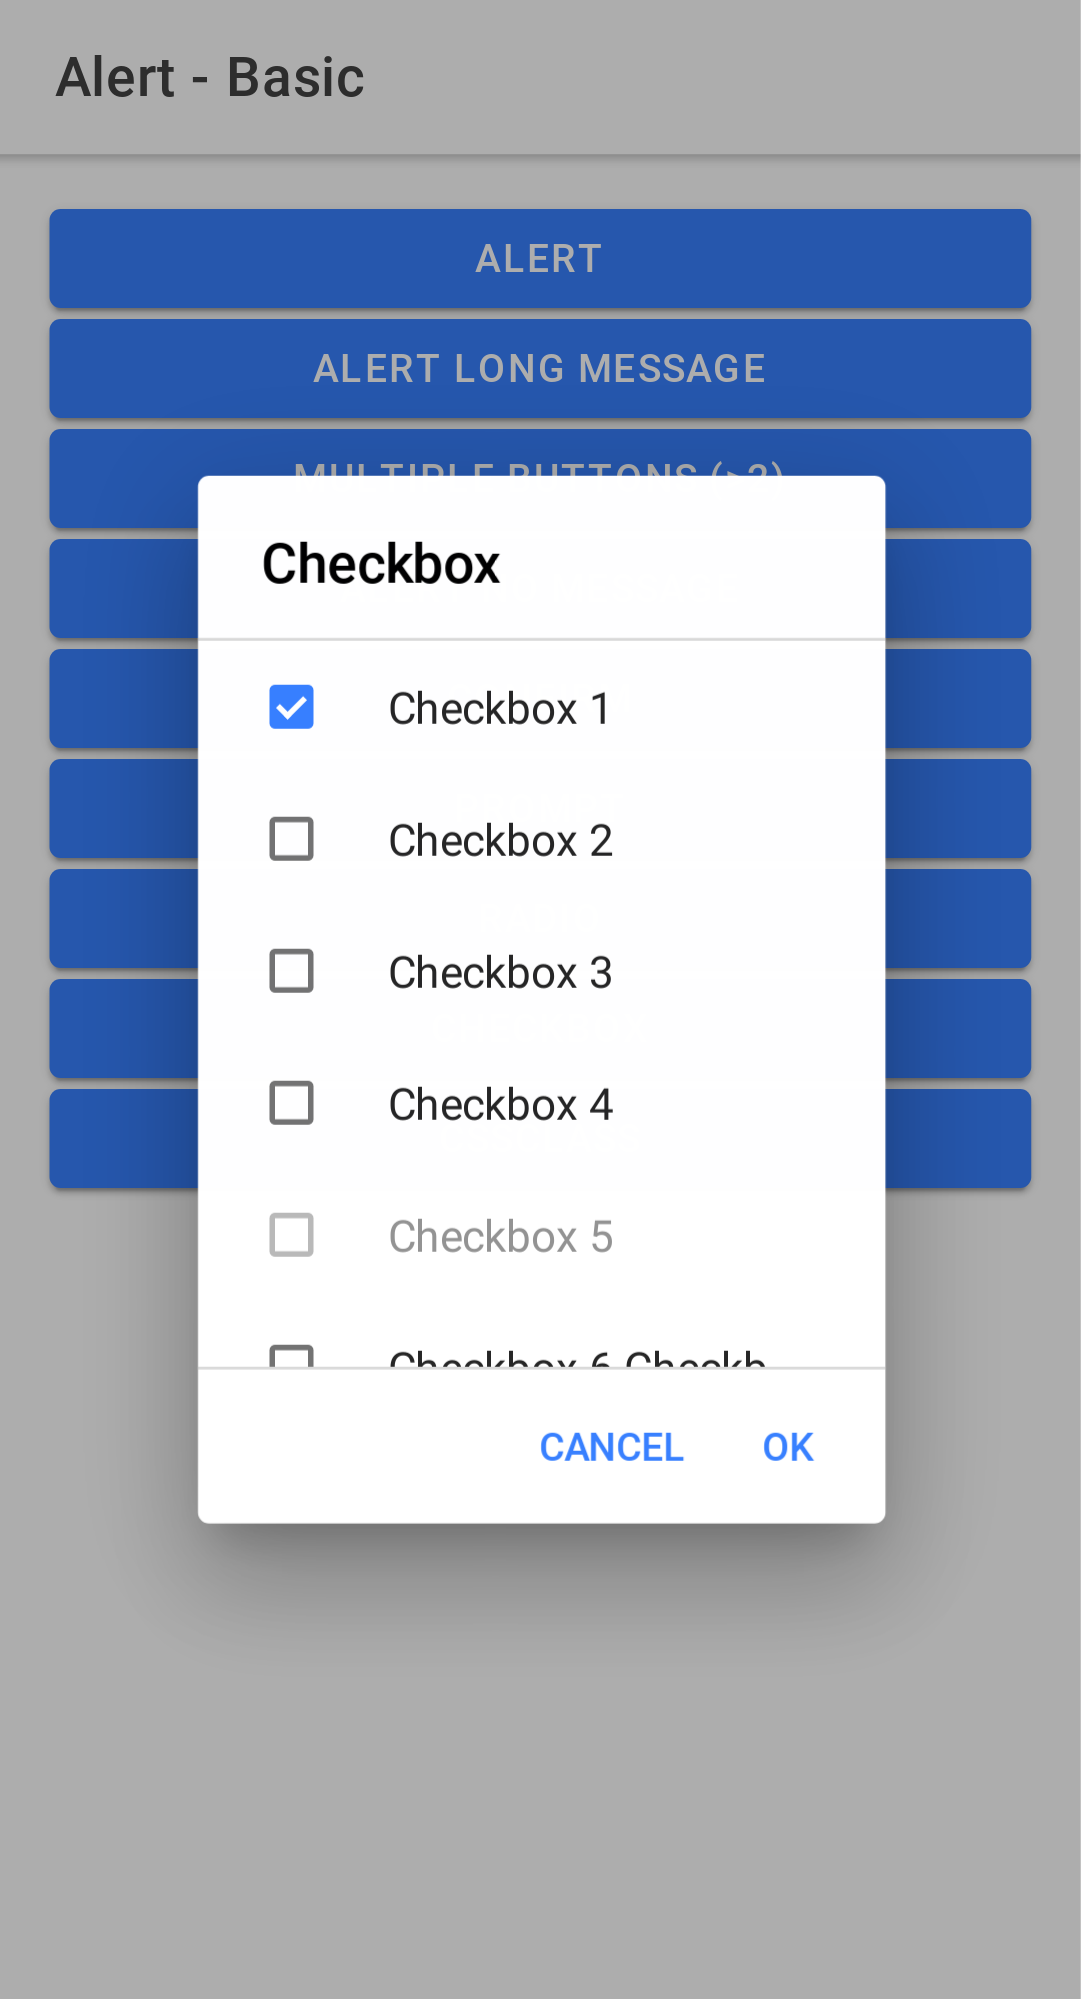 Alert - Basic
ALERT
ALERT LONG MESSAGE
MULTIPLE BUTTONS (>2)
Checkbox
Checkbox 1
Checkbox 2
Checkbox 3
Checkbox 4
Checkbox 5
Checkbox 6 Checkb
CANCEL
OK